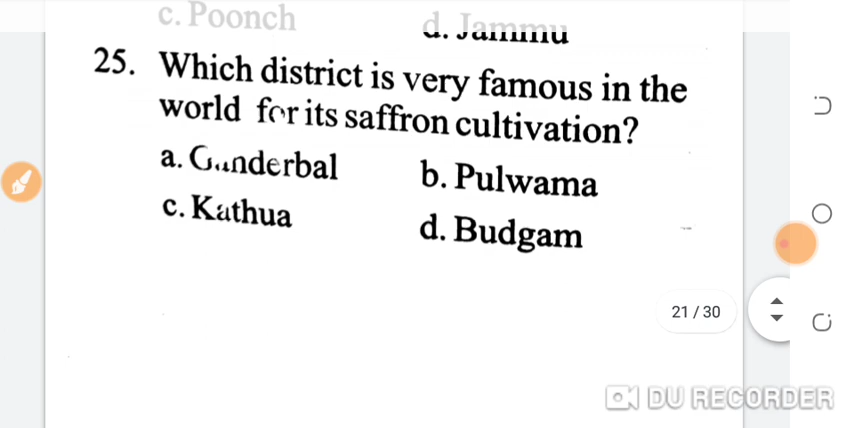 c. Poonch d. Jammu
25. Which district is very famous in the
world for its saffron cultivation?
a. Gunderbal b. Pulwama
c. Kathua d. Budgam
21 / 30
DU RECORDER